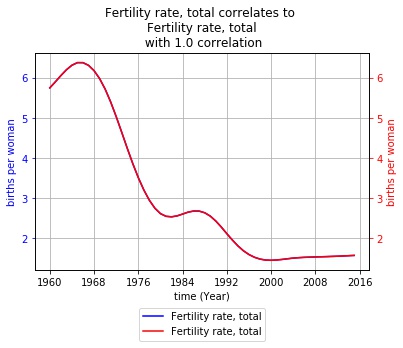 Fertility rate, total correlates to
Fertility rate, total
with 1.0 correlation
births per woman
6
5
4
3
2
6
5
4
3
2
births per woman
1960
1968
1976
1984
1992
2000
2008
2016
time (Year)
Fertility rate, total
Fertility rate, total